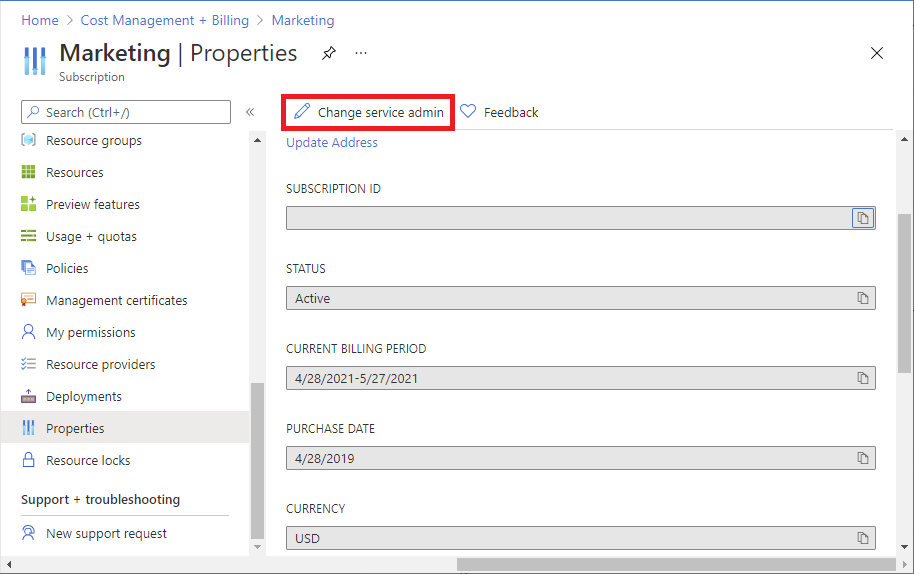 Home > Cost Management + Billing > Marketing
Marketing | Properties
Subscription
Search (Ctrl+/)
Resource groups
Resources
Preview features
Usage + quotas
Policies
Management certificates
My permissions
Resource providers
Deployments
Properties
Resource locks
Support + troubleshooting
New support request
Change service admin
Feedback
Update Address
SUBSCRIPTION ID
STATUS
Active
CURRENT BILLING PERIOD
4/28/2021-5/27/2021
PURCHASE DATE
4/28/2019
CURRENCY
USD